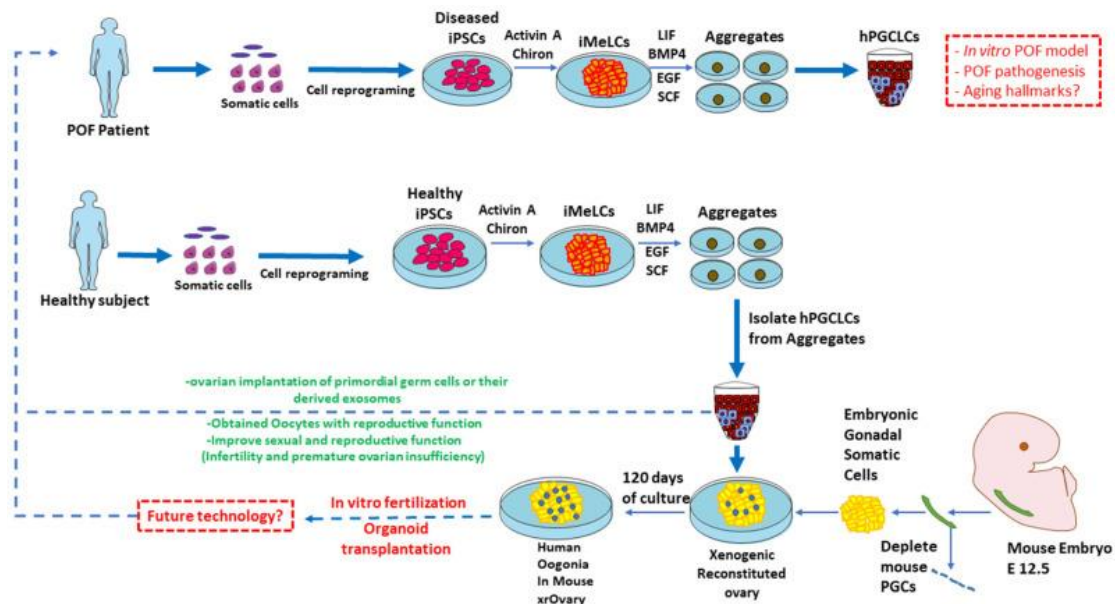 Diseased
iPSCs
Activin A
Chiron
iMeLCs
LIF
BMP4
EGF
SCF
Aggregates
hPGCLCs
- In vitro POF model
- POF pathogenesis
- Aging hallmarks?
POF Patient
Somatic cells
Cell reprograming
Healthy
iPSCs
Activin A
Chiron
iMeLCs
LIF
BMP4
EGF
SCF
Aggregates
Healthy subject
Somatic cells
Cell reprograming
Isolate hPGCLCs
from Aggregates
-ovarian implantation of primordial germ cells or their
derived exosomes
-Obtained Oocytes with reproductive function
-Improve sexual and reproductive function
(Infertility and premature ovarian insufficiency)
Embryonic
Gonadal
Somatic
Cells
120 days
of culture
In vitro fertilization
Organoid
transplantation
Future technology?
Human
Oogonia
In Mouse
xrOvary
Xenogenic
Reconstituted
ovary
Deplete
mouse
PGCs
Mouse Embryo
E 12.5